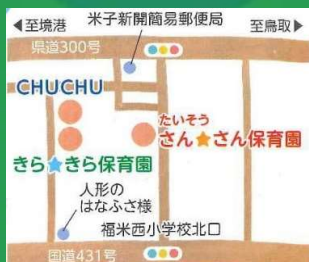 ◀至境港
米子新開簡易郵便局
至鳥取▶
県道300号
CHUCHU
たいそう
さん★さん保育園
きら★きら保育園
人形の
はなふさ様
福米西小学校北口
国道431号